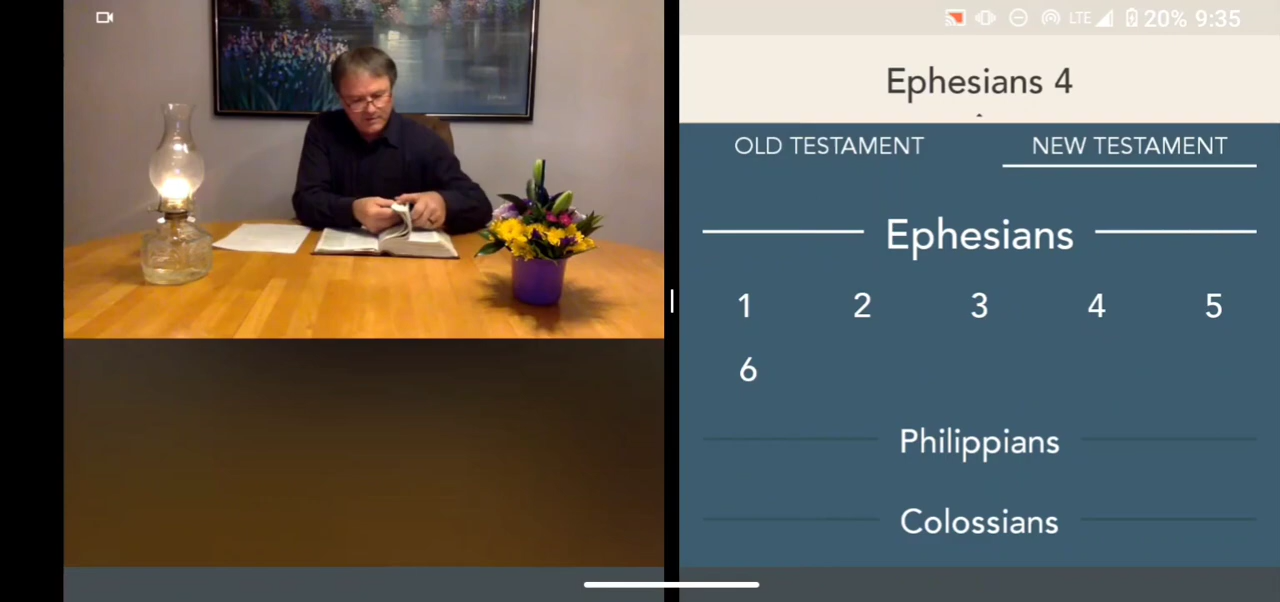 LTE 20% 9:35
Ephesians 4
OLD TESTAMENT NEW TESTAMENT
Ephesians
1 2 3 4 5
6
Philippians
Colossians